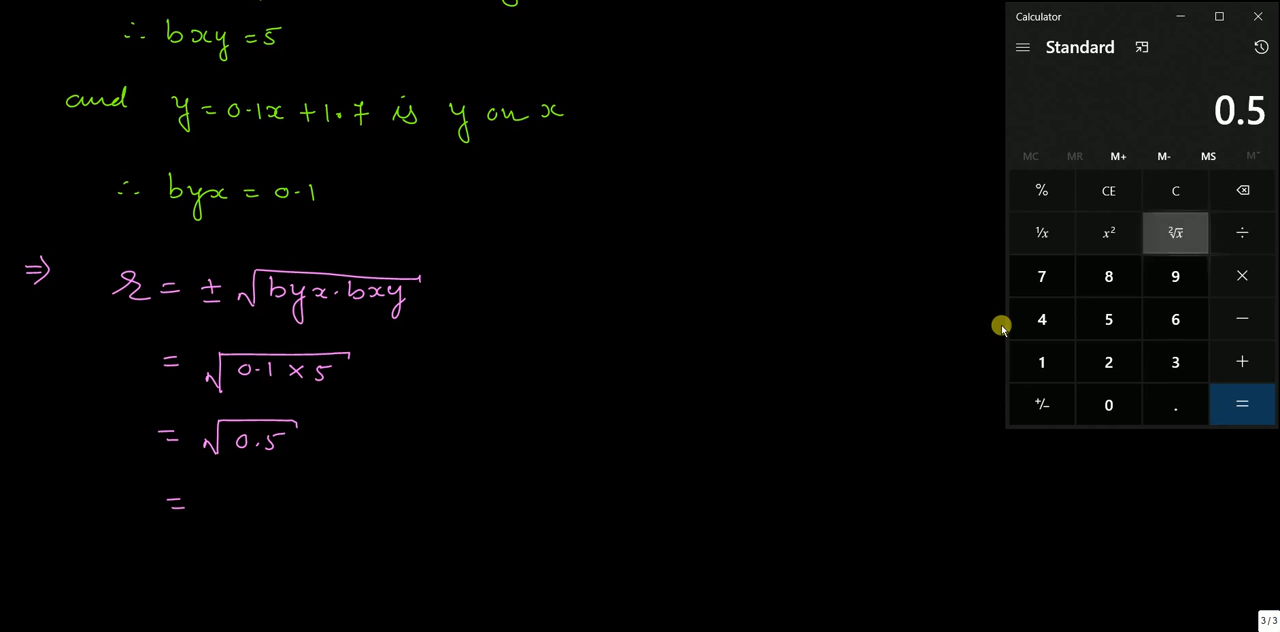 ∴ bxy = 5
and y = 0.1x + 1.7 is y on x
∴ byx = 0.1
⇒ r = ± √byx.bxy
= √0.1 × 5
= √0.5
=
Calculator
Standard
0.5
MC MR M+ M- MS M˅
% CE C
¹/x x² ²√x ÷
7 8 9 ×
4 5 6 −
1 2 3 +
+/− 0 . =
3 / 3